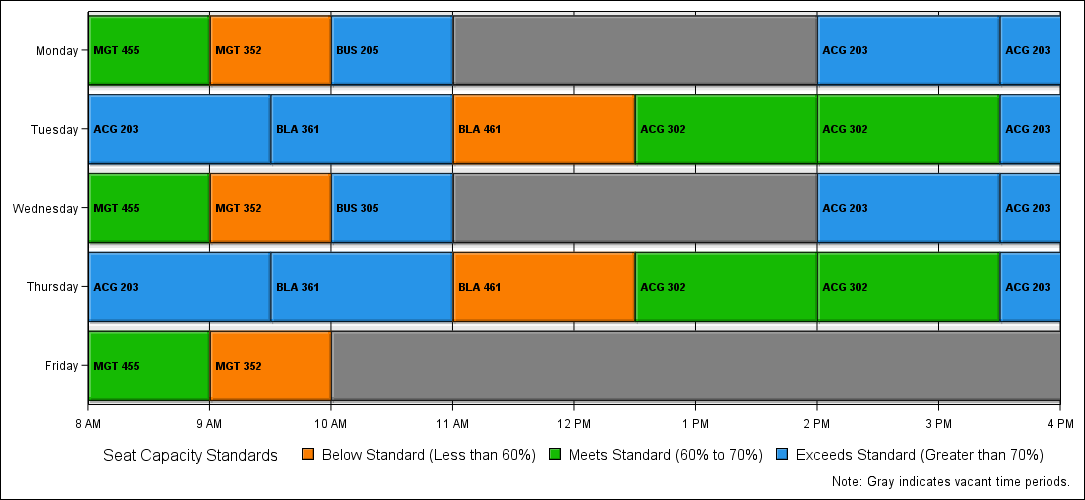 Monday MGT 455 MGT 352 BUS 205 ACG 203 ACG 203
Tuesday ACG 203 BLA 361 BLA 461 ACG 302 ACG 302 ACG 203
Wednesday MGT 455 MGT 352 BUS 305 ACG 203 ACG 203
Thursday ACG 203 BLA 361 BLA 461 ACG 302 ACG 302 ACG 203
Friday MGT 455 MGT 352
8 AM 9 AM 10 AM 11 AM 12 PM 1 PM 2 PM 3 PM 4 PM
Seat Capacity Standards Below Standard (Less than 60%) Meets Standard (60% to 70%) Exceeds Standard (Greater than 70%)
Note: Gray indicates vacant time periods.